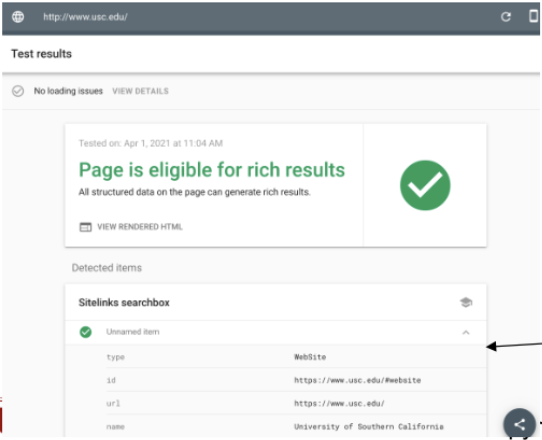 http://www.usc.edu/
Test results
No loading issues VIEW DETAILS
Tested on: Apr 1, 2021 at 11:04 AM
Page is eligible for rich results
All structured data on the page can generate rich results.
VIEW RENDERED HTML
Detected items
Sitelinks searchbox
Unnamed item
type WebSite
id https://www.usc.edu/#website
url https://www.usc.edu/
name University of Southern California